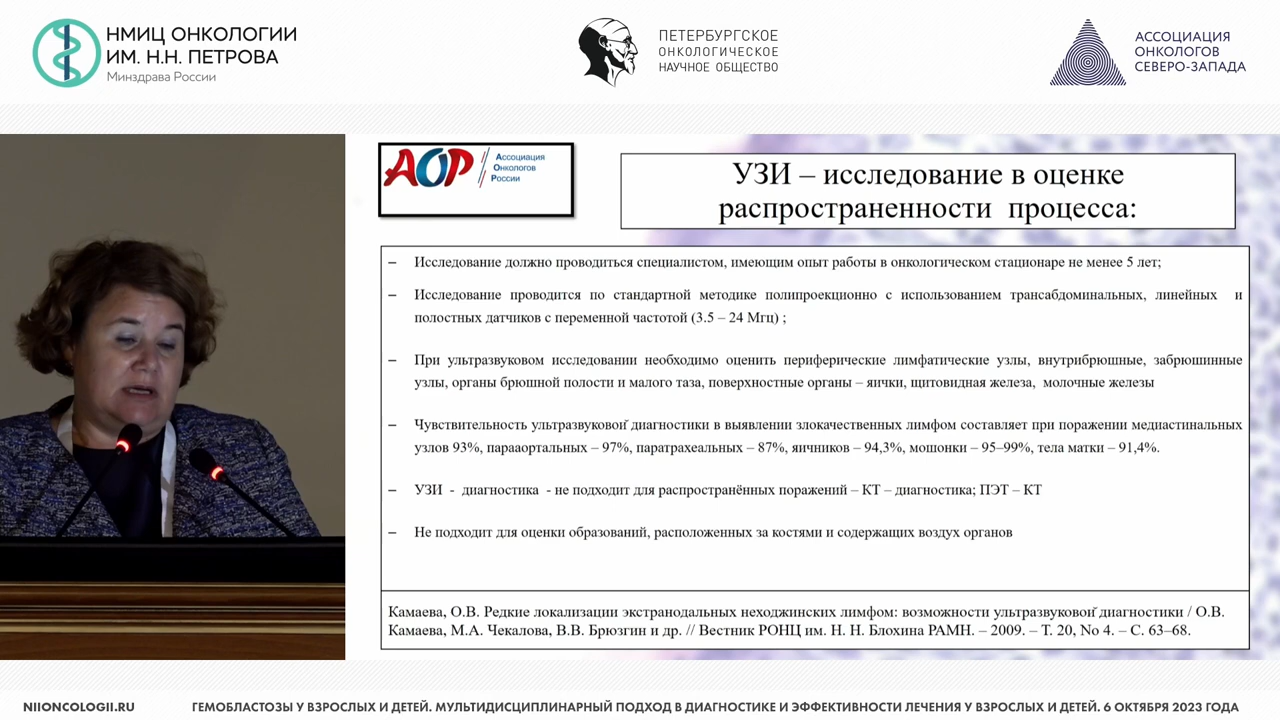 НМИЦ ОНКОЛОГИИ
ИМ. Н.Н. ПЕТРОВА
Минздрава России
ПЕТЕРБУРГСКОЕ
ОНКОЛОГИЧЕСКОЕ
НАУЧНОЕ ОБЩЕСТВО
АССОЦИАЦИЯ
ОНКОЛОГОВ
СЕВЕРО-ЗАПАДА
АОР
Ассоциация
Онкологов
России
УЗИ – исследование в оценке
распространенности процесса:
– Исследование должно проводиться специалистом, имеющим опыт работы в онкологическом стационаре не менее 5 лет;
– Исследование проводится по стандартной методике полипроекционно с использованием трансабдоминальных, линейных и
полостных датчиков с переменной частотой (3.5 – 24 Мгц) ;
– При ультразвуковом исследовании необходимо оценить периферические лимфатические узлы, внутрибрюшные, забрюшинные
узлы, органы брюшной полости и малого таза, поверхностные органы – яички, щитовидная железа, молочные железы
– Чувствительность ультразвуковой диагностики в выявлении злокачественных лимфом составляет при поражении медиастинальных
узлов 93%, парааортальных – 97%, паратрахеальных – 87%, яичников – 94,3%, мошонки – 95–99%, тела матки – 91,4%.
– УЗИ - диагностика - не подходит для распространённых поражений – КТ – диагностика; ПЭТ – КТ
– Не подходит для оценки образований, расположенных за костями и содержащих воздух органов
Камаева, О.В. Редкие локализации экстранодальных неходжинских лимфом: возможности ультразвуковой диагностики / О.В.
Камаева, М.А. Чекалова, В.В. Брюзгин и др. // Вестник РОНЦ им. Н. Н. Блохина РАМН. – 2009. – Т. 20, No 4. – С. 63–68.
NIIONCOLOGII.RU
ГЕМОБЛАСТОЗЫ У ВЗРОСЛЫХ И ДЕТЕЙ. МУЛЬТИДИСЦИПЛИНАРНЫЙ ПОДХОД В ДИАГНОСТИКЕ И ЭФФЕКТИВНОСТИ ЛЕЧЕНИЯ У ВЗРОСЛЫХ И ДЕТЕЙ. 6 ОКТЯБРЯ 2023 ГОДА